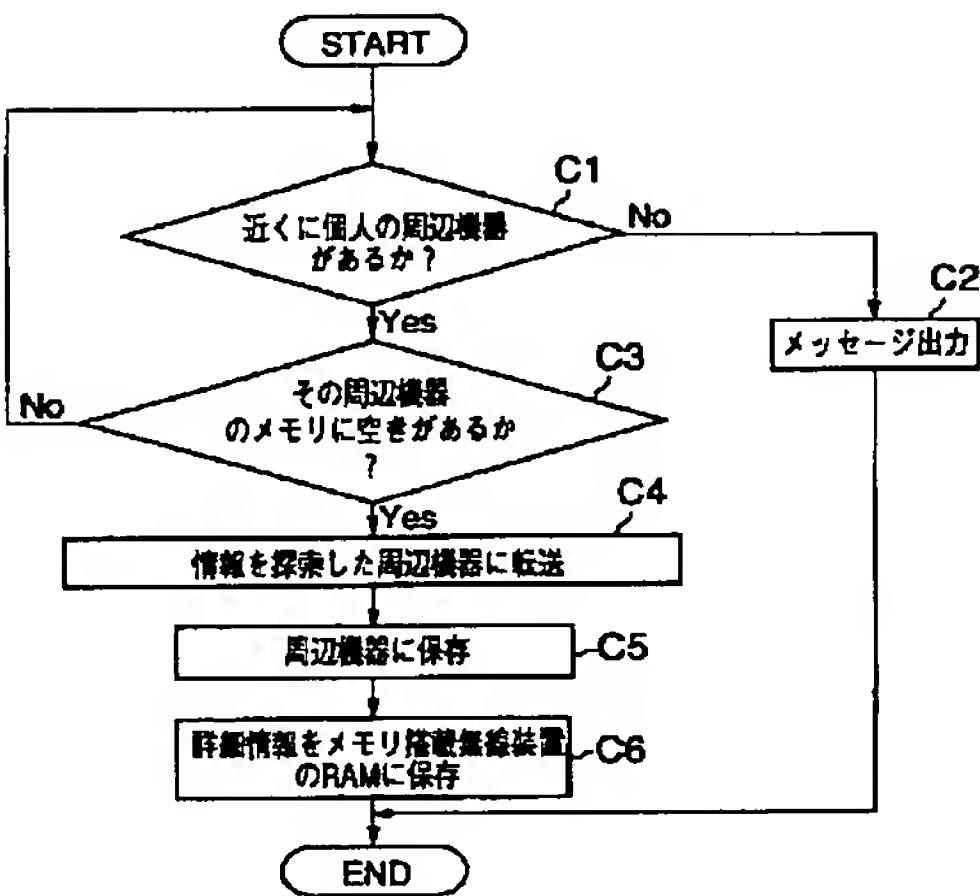 START
C1
近くに個人の周辺機器
があるか?
No
Yes
C2
メッセージ出力
C3
その周辺機器
のメモリに空きがあるか
?
No
Yes
C4
情報を探索した周辺機器に転送
周辺機器に保存
C5
詳細情報をメモリ搭載無線装置
のRAMに保存
C6
END